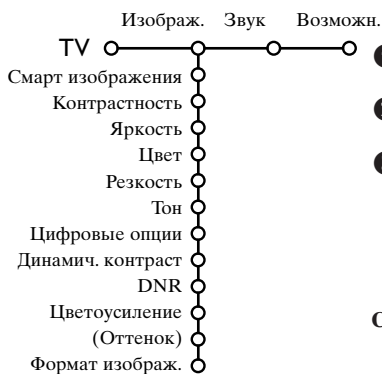 Изображ. Звук Возможн.
TV
Смарт изображения
Контрастность
Яркость
Цвет
Резкость
Тон
Цифровые опции
Динамич. контраст
DNR
Цветоусиление
(Оттенок)
Формат изображ.